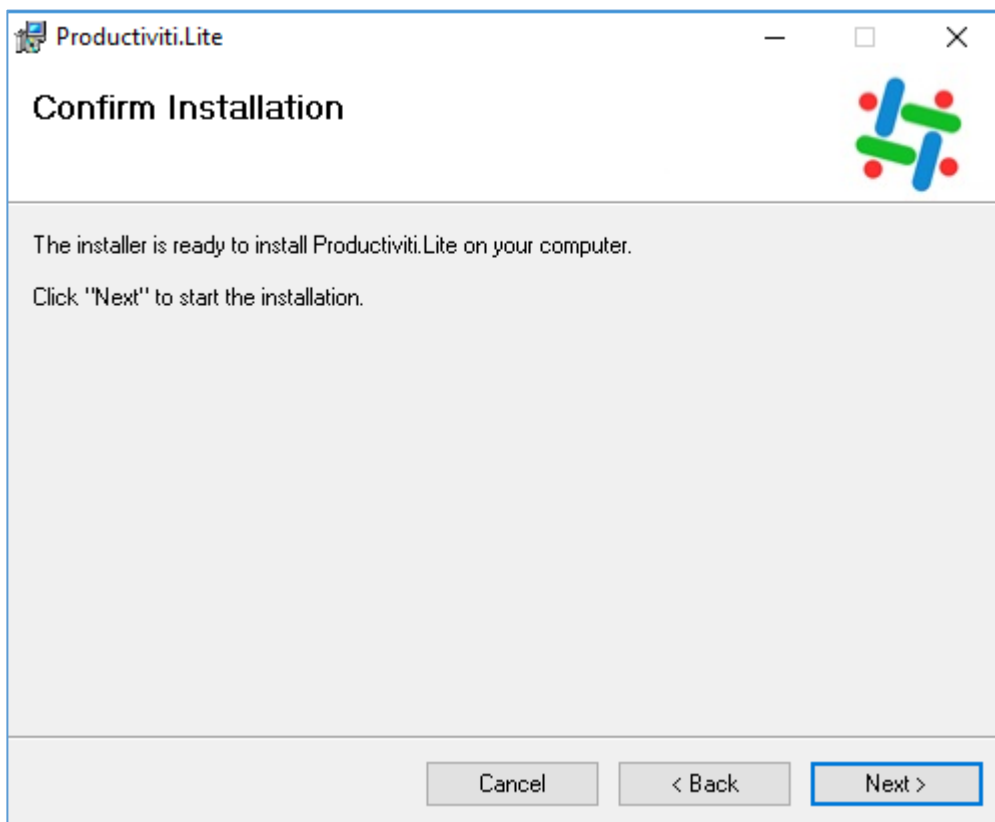 Productiviti.Lite
Confirm Installation
The installer is ready to install Productiviti.Lite on your computer.
Click "Next" to start the installation.
Cancel
< Back
Next >